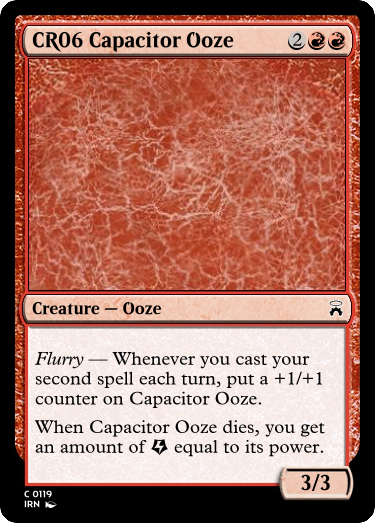 CR06 Capacitor Ooze 2
Creature — Ooze
Flurry — Whenever you cast your
second spell each turn, put a +1/+1
counter on Capacitor Ooze.
When Capacitor Ooze dies, you get
an amount of equal to its power.
3/3
C 0119
IRN